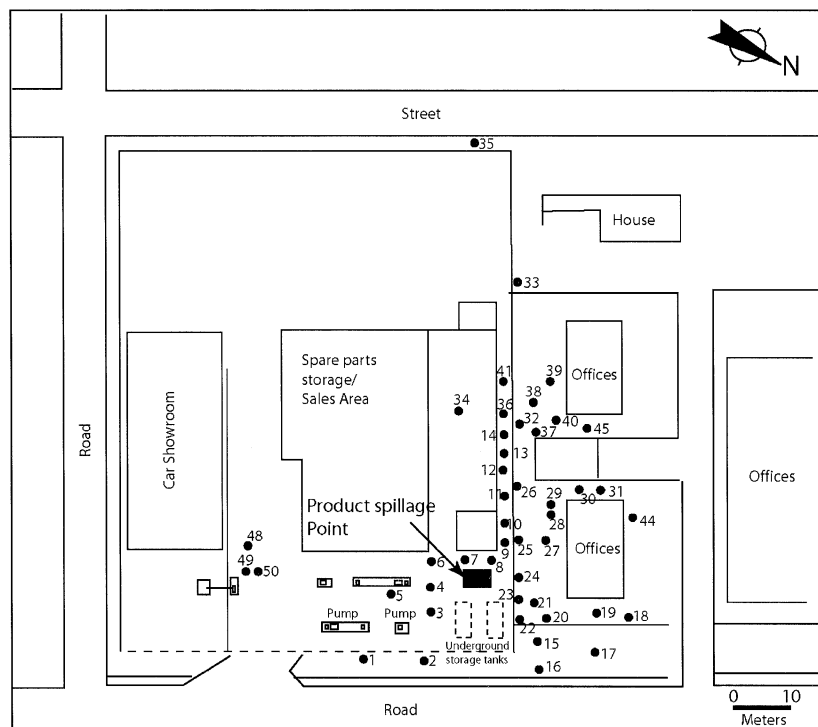 N
Street
35
House
33
Spare parts
storage/
Sales Area
Car Showroom
Road
41
39
Offices
38
34
36
32
40
37
45
14
13
12
26
11
29
30
31
Offices
Product spillage
Point
28
44
10
25
27
Offices
9
48
6
7
8
49
50
24
4
5
23
21
19
18
3
Pump
Pump
22
20
Underground
storage tanks
15
1
2
17
16
Road
0 10
Meters